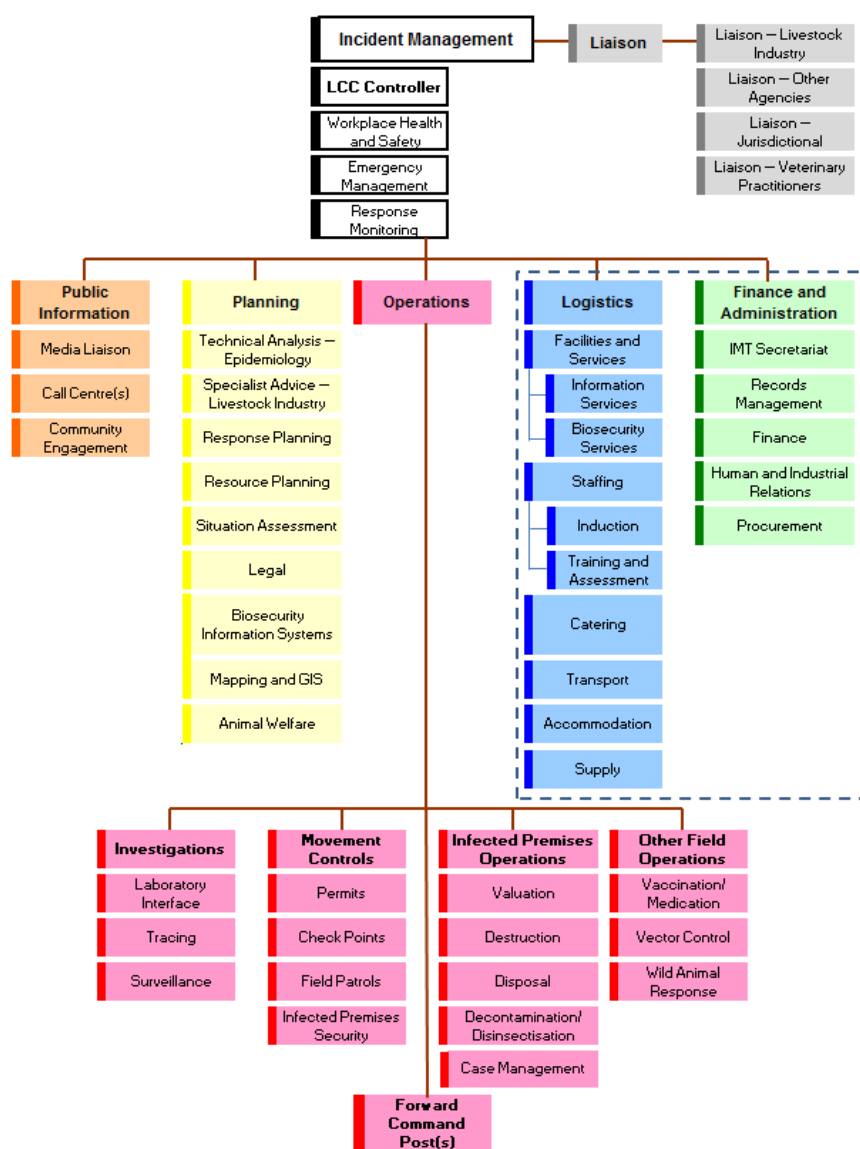 Incident Management
Liaison
Liaison – Livestock
Industry
LCC Controller
Liaison – Other
Agencies
Workplace Health
and Safety
Liaison –
Jurisdictional
Emergency
Management
Liaison – Veterinary
Practitioners
Response
Monitoring
Public
Information
Media Liaison
Call Centre(s)
Community
Engagement
Planning
Technical Analysis –
Epidemiology
Specialist Advice –
Livestock Industry
Response Planning
Resource Planning
Situation Assessment
Legal
Biosecurity
Information Systems
Mapping and GIS
Animal Welfare
Operations
Logistics
Facilities and
Services
Information
Services
Biosecurity
Services
Staffing
Induction
Training and
Assessment
Catering
Transport
Accommodation
Supply
Finance and
Administration
IMT Secretariat
Records
Management
Finance
Human and Industrial
Relations
Procurement
Investigations
Laboratory
Interface
Tracing
Surveillance
Movement
Controls
Permits
Check Points
Field Patrols
Infected Premises
Security
Infected Premises
Operations
Valuation
Destruction
Disposal
Decontamination/
Disinsectisation
Case Management
Other Field
Operations
Vaccination/
Medication
Vector Control
Wild Animal
Response
Forward
Command
Post(s)